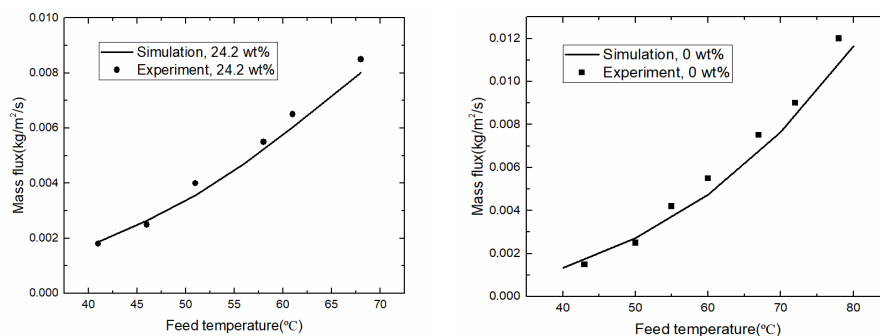 0.010
0.008
0.006
0.004
0.002
0.000
Mass flux(kg/m²/s)
Simulation, 24.2 wt%
Experiment, 24.2 wt%
40 45 50 55 60 65 70
Feed temperature(℃)
0.012
0.010
0.008
0.006
0.004
0.002
0.000
Mass flux(kg/m²/s)
Simulation, 0 wt%
Experiment, 0 wt%
40 50 60 70 80
Feed temperature(℃)